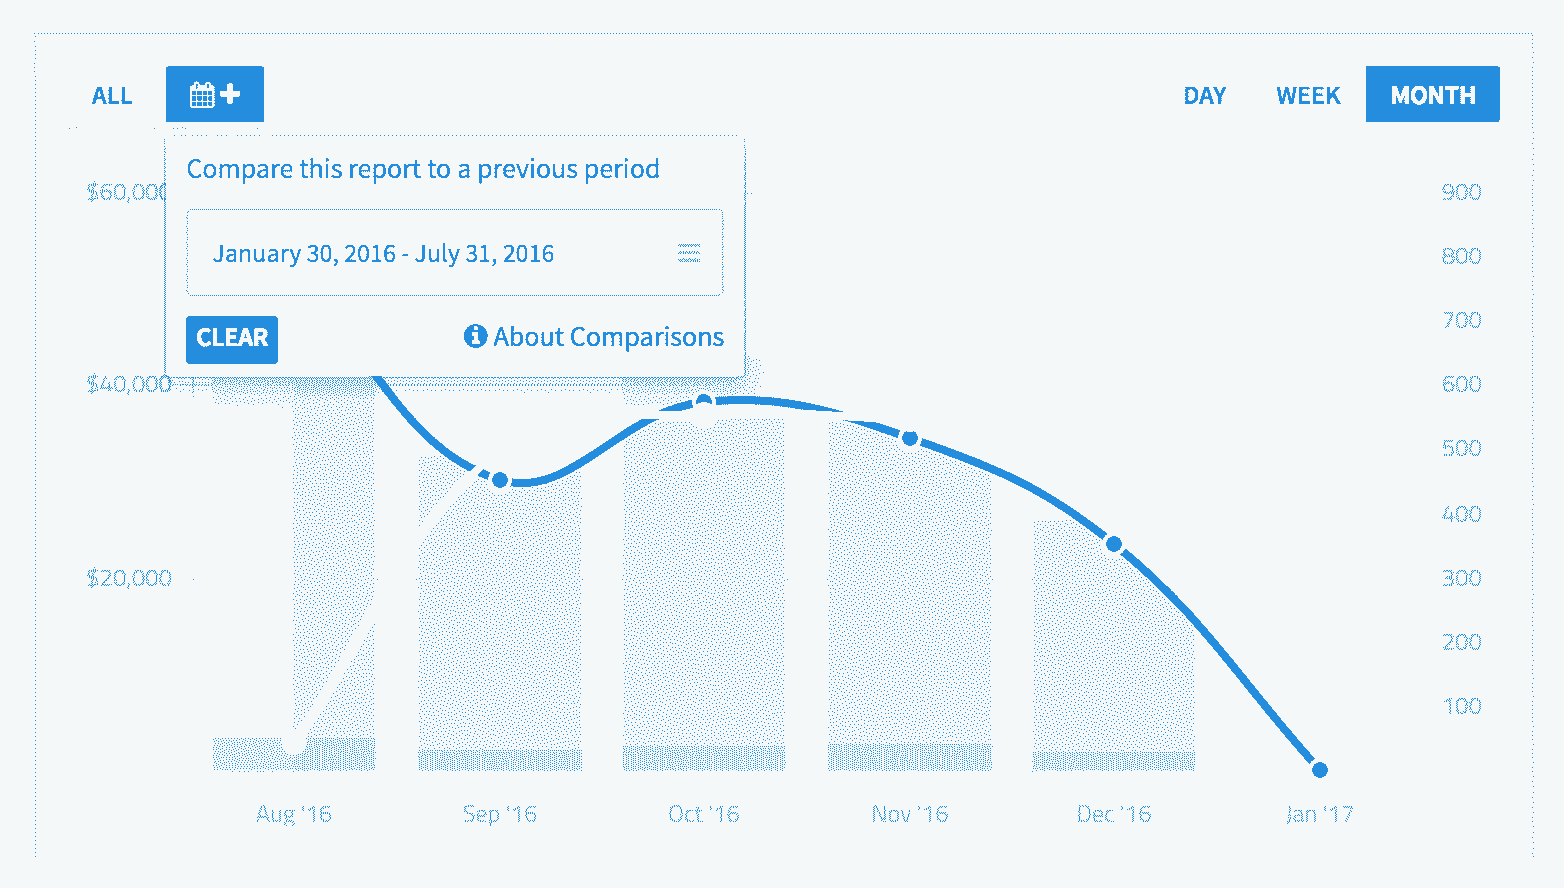 ALL
DAY WEEK MONTH
Compare this report to a previous period
$60,000
900
January 30, 2016 - July 31, 2016
800
CLEAR
About Comparisons
700
$40,000
600
500
400
$20,000
300
200
100
Aug '16 Sep '16 Oct '16 Nov '16 Dec '16 Jan '17